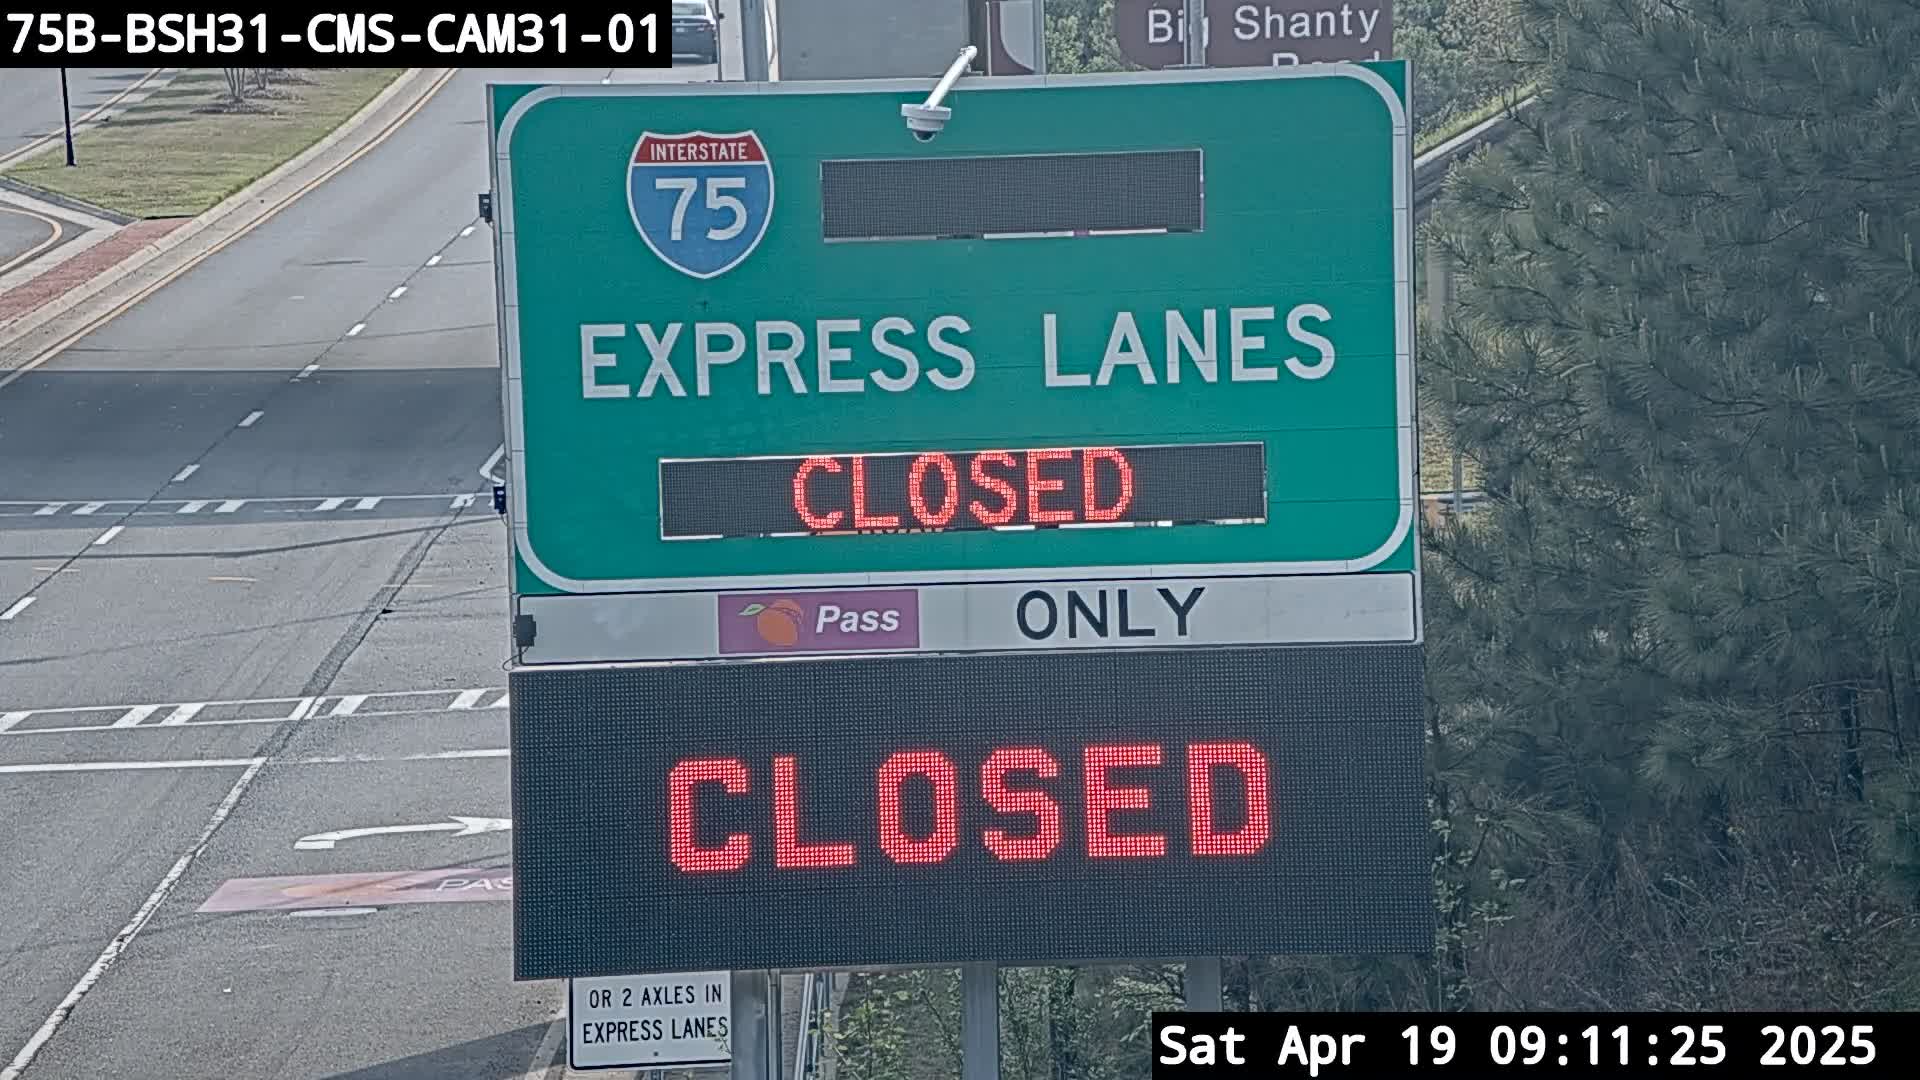 75B-BSH31-CMS-CAM31-01
Big Shanty
Road
INTERSTATE
75
EXPRESS LANES
CLOSED
Pass ONLY
CLOSED
OR 2 AXLES IN
EXPRESS LANES
Sat Apr 19 09:11:25 2025